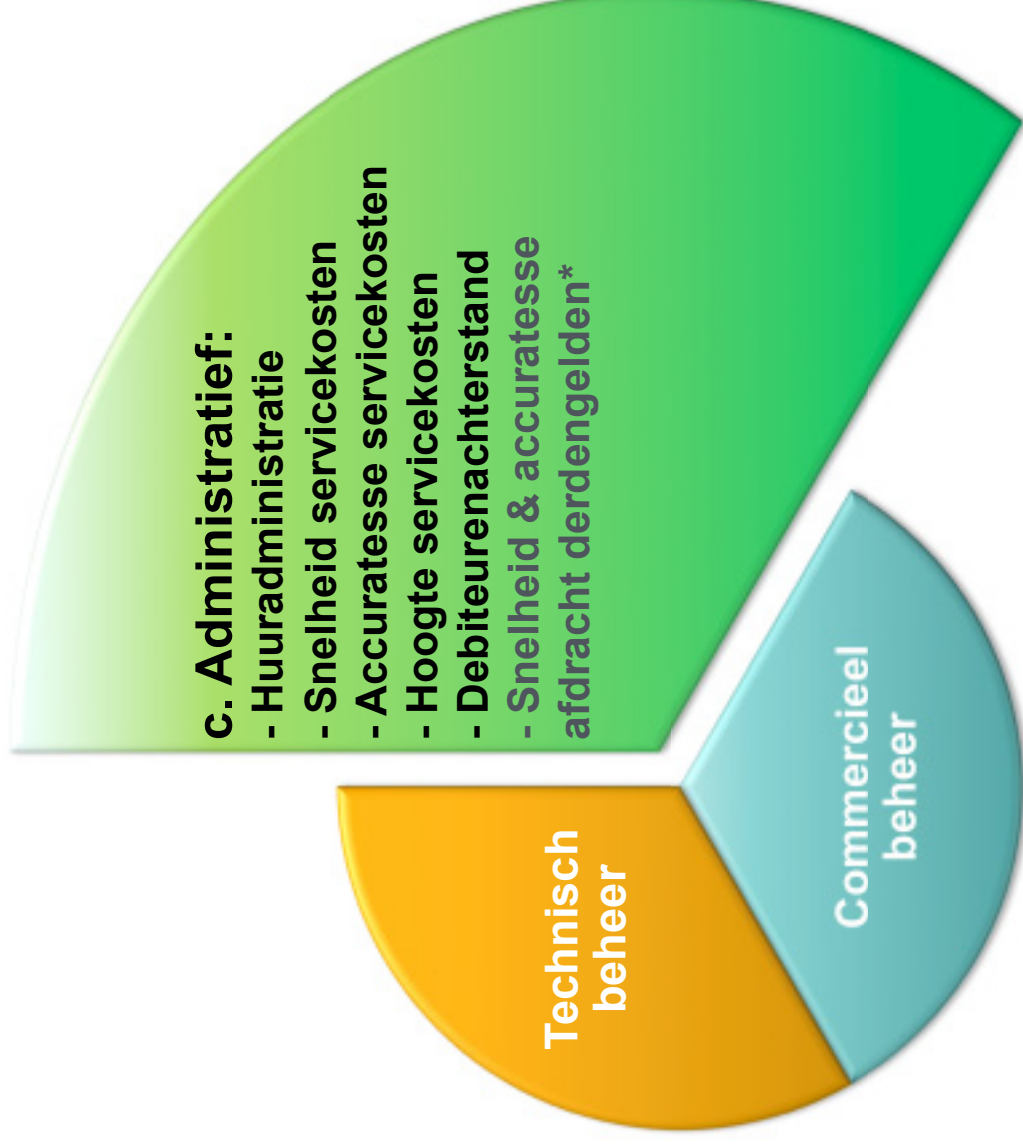 c. Administratief:
- Huuradministratie
- Snelheid servicekosten
- Accuratesse servicekosten
- Hoogte servicekosten
- Debiteurenachterstand
- Snelheid & accuratesse
afdracht derdengelden*
Technisch
beheer
Commercieel
beheer